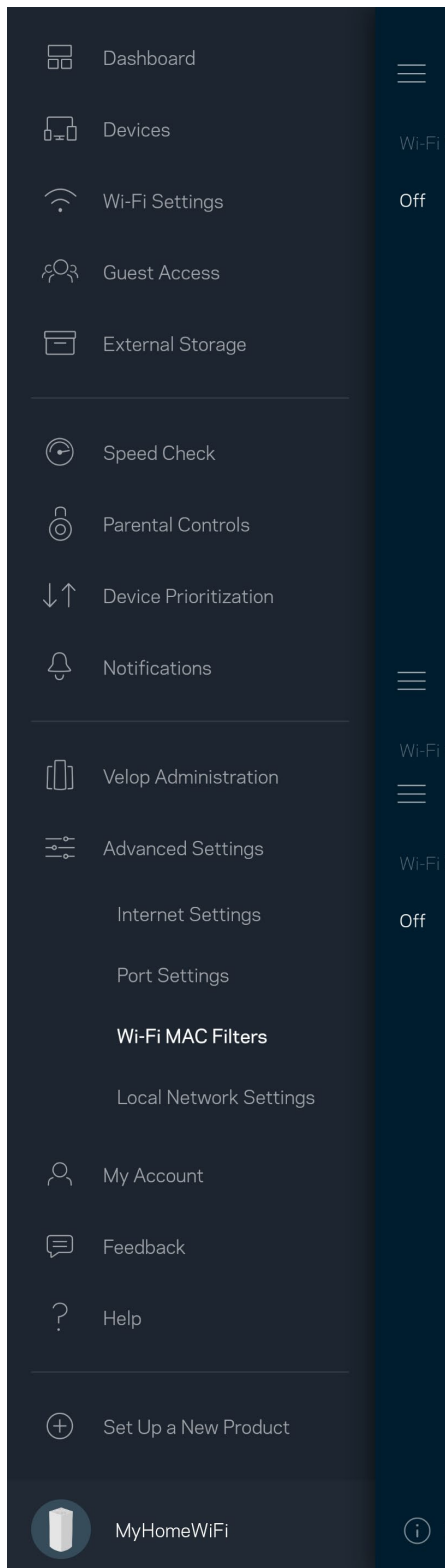 Dashboard
Devices
Wi-Fi
Wi-Fi Settings
Off
Guest Access
External Storage
Speed Check
Parental Controls
Device Prioritization
Notifications
Wi-Fi
Velop Administration
Advanced Settings
Wi-Fi
Internet Settings
Off
Port Settings
Wi-Fi MAC Filters
Local Network Settings
My Account
Feedback
Help
Set Up a New Product
MyHomeWiFi